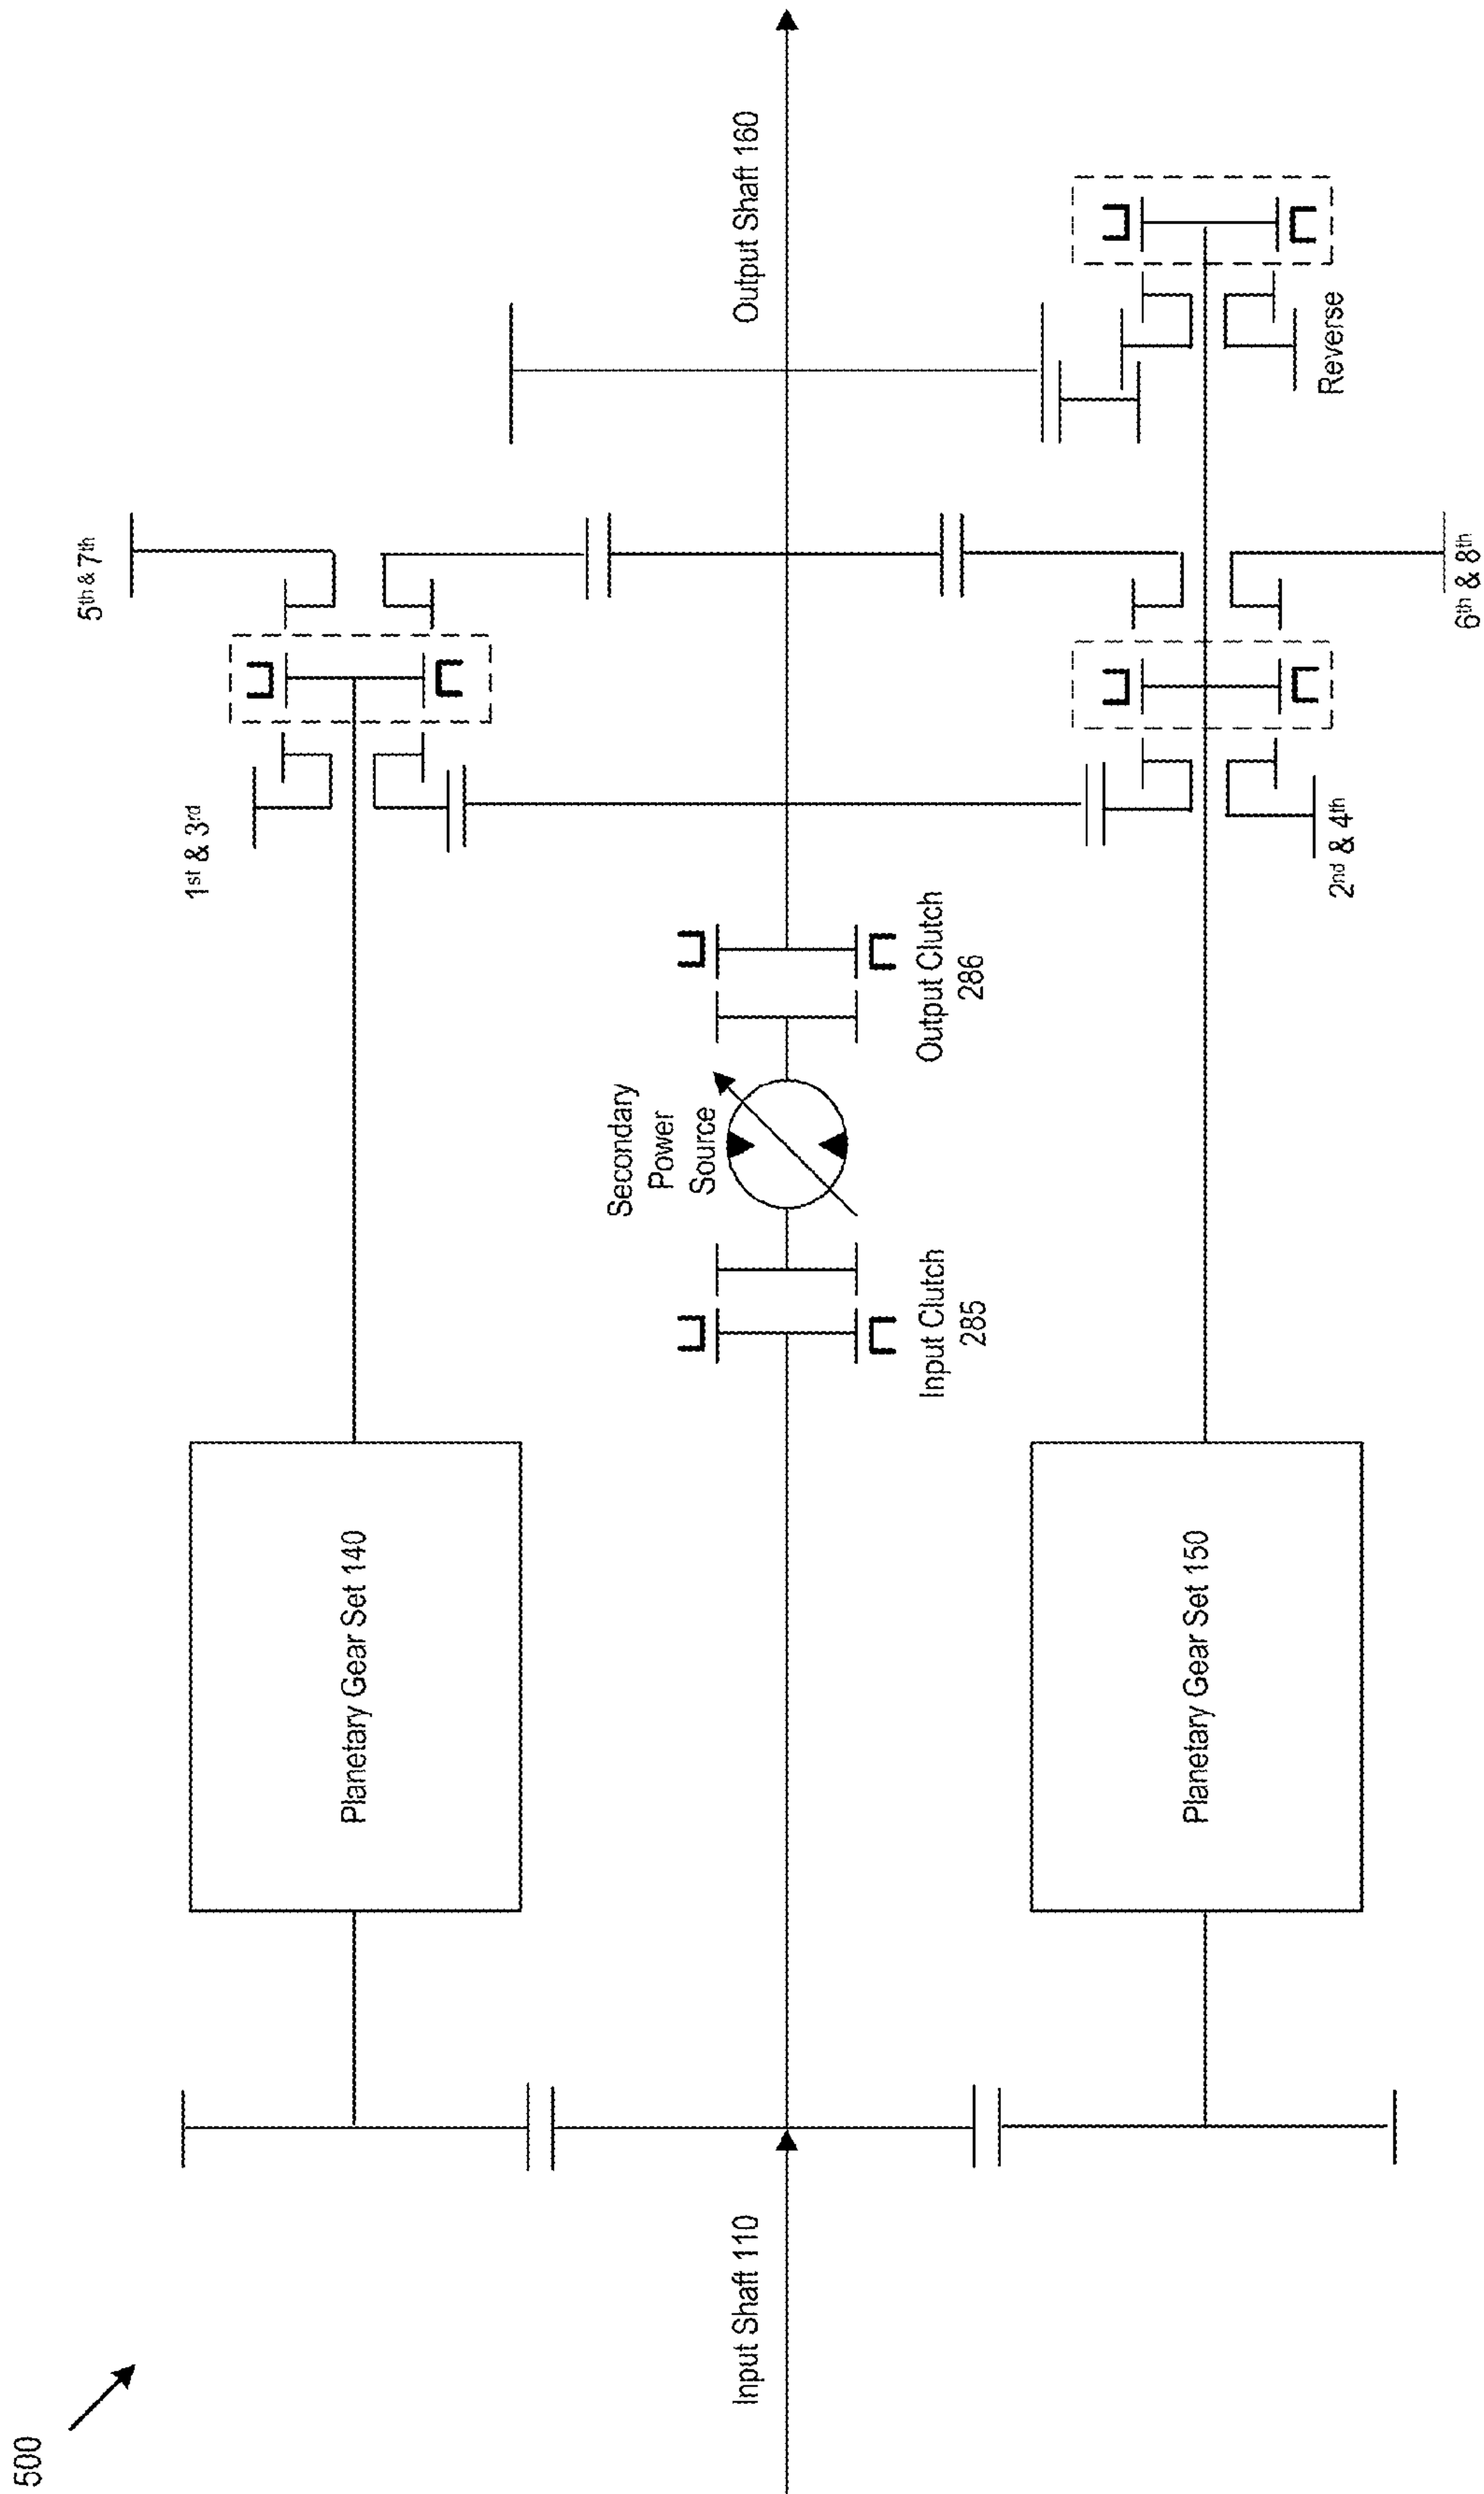 500
Input Shaft 110
Planetary Gear Set 140
Planetary Gear Set 150
Input Clutch
285
Secondary
Power
Source
Output Clutch
286
1st & 3rd
5th & 7th
2nd & 4th
6th & 8th
Reverse
Output Shaft 160